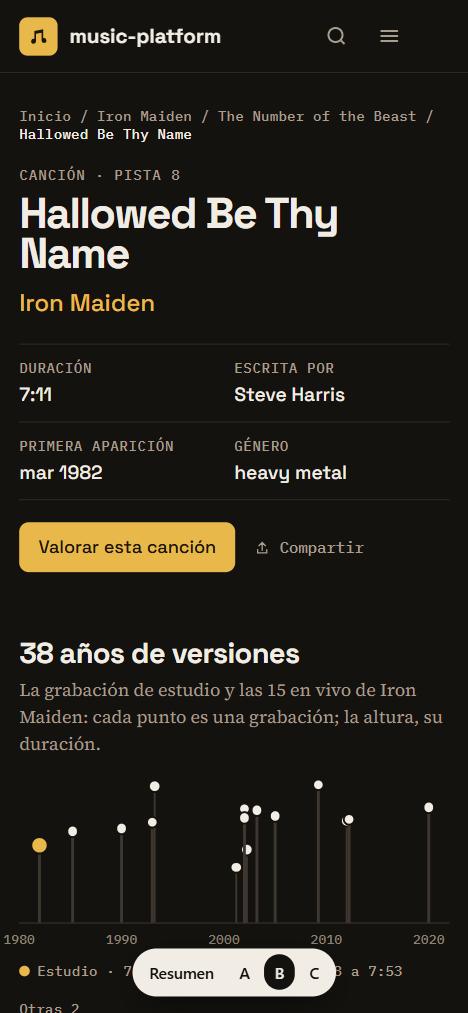 music-platform
Inicio / Iron Maiden / The Number of the Beast /
Hallowed Be Thy Name
CANCIÓN · PISTA 8
Hallowed Be Thy
Name
Iron Maiden
DURACIÓN
7:11
ESCRITA POR
Steve Harris
PRIMERA APARICIÓN
mar 1982
GÉNERO
heavy metal
Valorar esta canción
Compartir
38 años de versiones
La grabación de estudio y las 15 en vivo de Iron
Maiden: cada punto es una grabación; la altura, su
duración.
1980 1990 2000 2010 2020
Estudio · 7 a 7:53
Resumen A B C
Otras 2